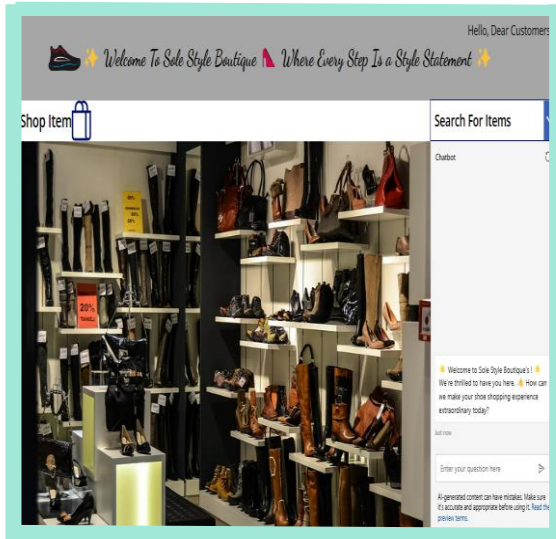 Hello, Dear Customers
✨ Welcome To Sole Style Boutique 👠 Where Every Step Is a Style Statement ✨
Shop Item
Search For Items
Chatbot
20%
🌟 Welcome to Sole Style Boutique's ! 🌟
We're thrilled to have you here. 👠 How can
we make your shoe shopping experience
extraordinary today?
Just now
Enter your question here
AI-generated content can have mistakes. Make sure
it's accurate and appropriate before using it. Read the
preview terms.